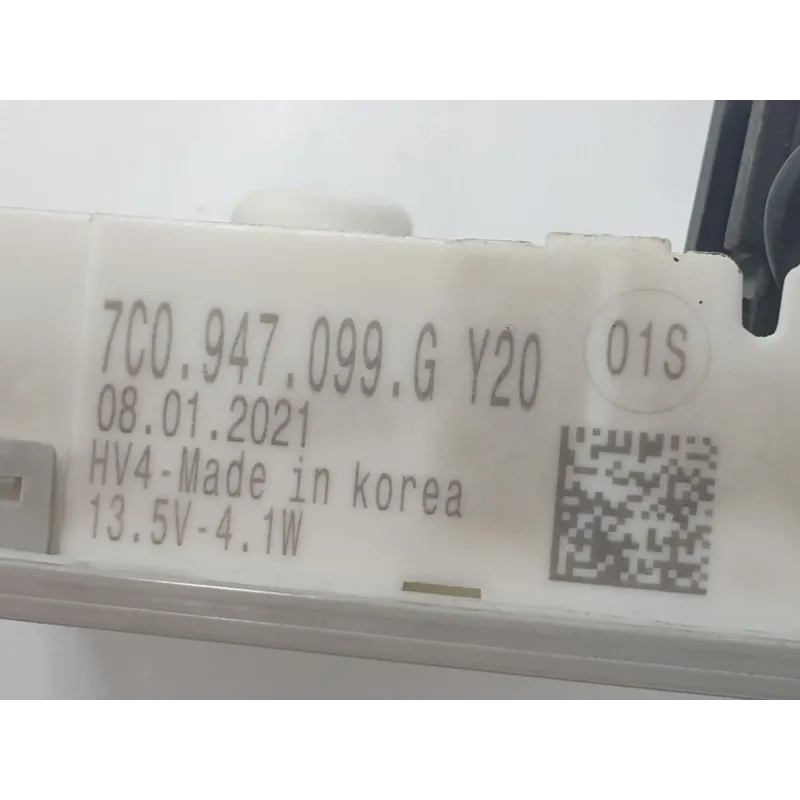 7C0.947.099.G Y20
01S
08.01.2021
HV4-Made in korea
13.5V-4.1W